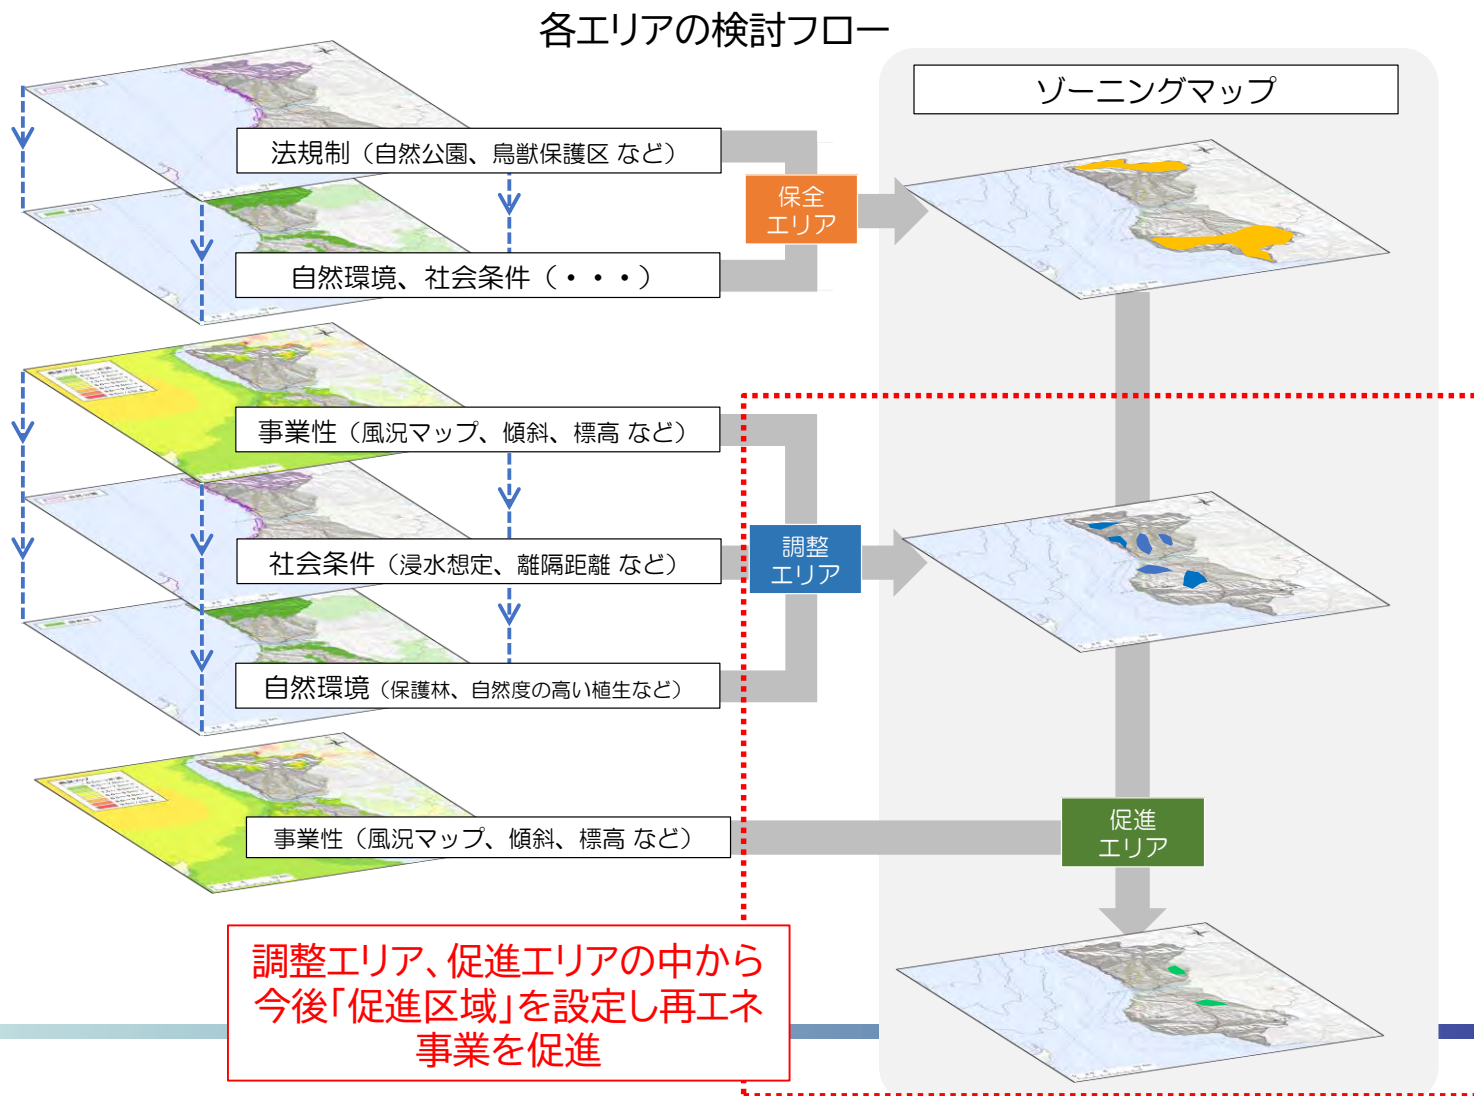 各エリアの検討フロー
ゾーニングマップ
法規制（自然公園、鳥獣保護区 など）
保全
エリア
自然環境、社会条件（・・・）
事業性（風況マップ、傾斜、標高 など）
社会条件（浸水想定、離隔距離 など）
調整
エリア
自然環境（保護林、自然度の高い植生など）
事業性（風況マップ、傾斜、標高 など）
促進
エリア
調整エリア、促進エリアの中から
今後「促進区域」を設定し再エネ
事業を促進